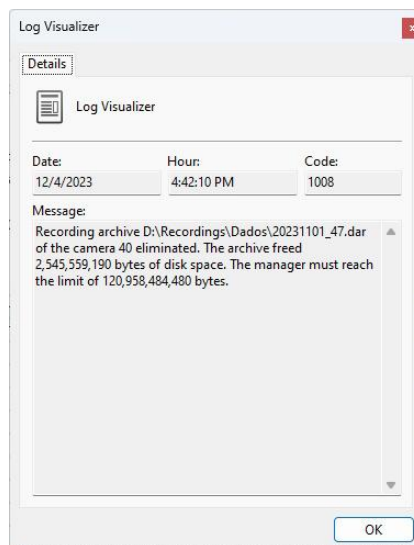 Log Visualizer
x
Details
Log Visualizer
Date:
Hour:
Code:
12/4/2023
4:42:10 PM
1008
Message:
Recording archive D:\Recordings\Dados\20231101_47.dar
of the camera 40 eliminated. The archive freed
2,545,559,190 bytes of disk space. The manager must reach
the limit of 120,958,484,480 bytes.
OK